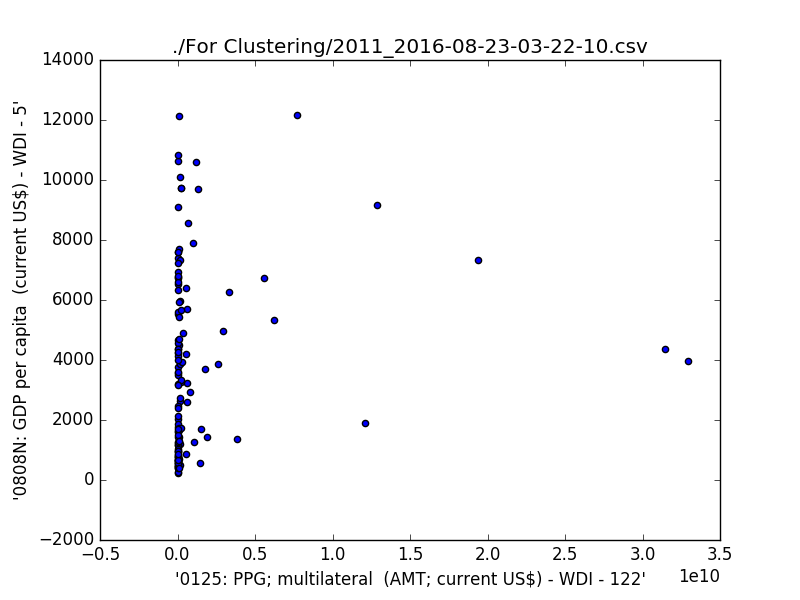 ./For Clustering/2011_2016-08-23-03-22-10.csv
14000
12000
10000
8000
6000
4000
2000
0
−2000
'0808N: GDP per capita  (current US$) - WDI - 5'
−0.5 0.0 0.5 1.0 1.5 2.0 2.5 3.0 3.5
1e10
'0125: PPG; multilateral  (AMT; current US$) - WDI - 122'